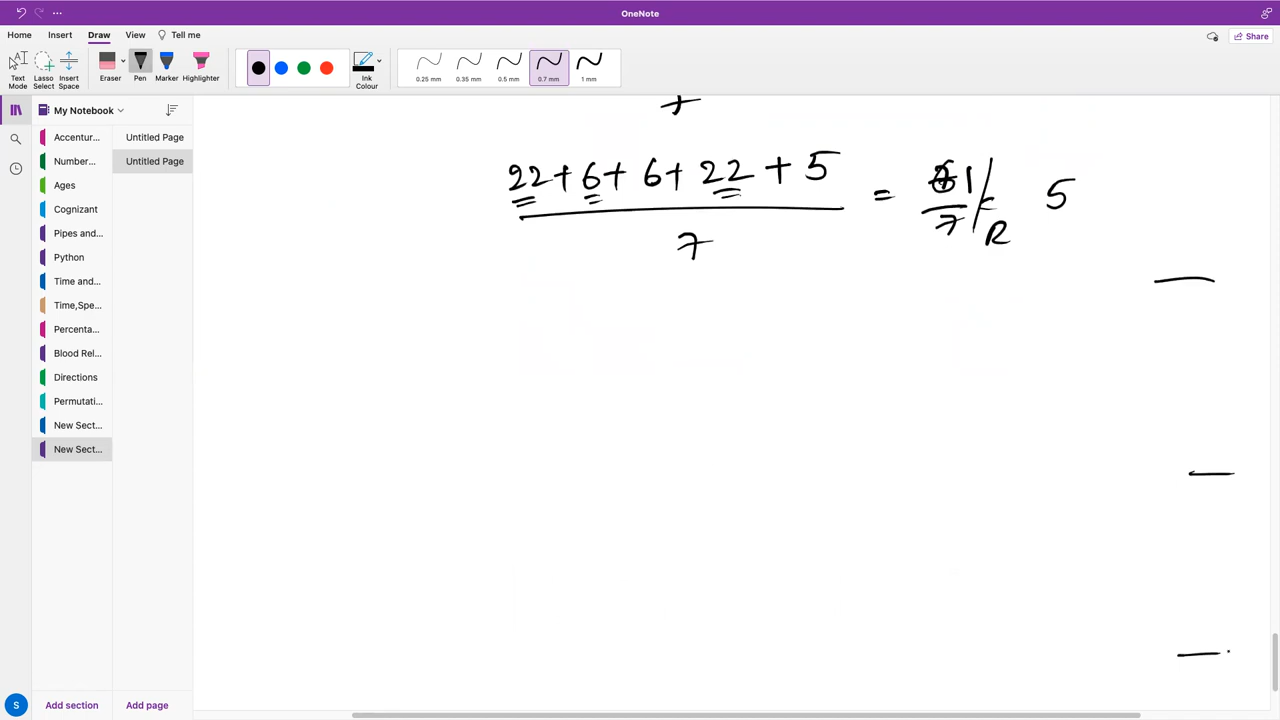 OneNote
Home Insert Draw View Tell me
Share
Text Mode
Lasso Select
Insert Space
Eraser
Pen
Marker
Highlighter
Ink Colour
0.25 mm
0.35 mm
0.5 mm
0.7 mm
1 mm
My Notebook
Accentur...
Number...
Ages
Cognizant
Pipes and...
Python
Time and...
Time,Spe...
Percenta...
Blood Rel...
Directions
Permutati...
New Sect...
New Sect...
Untitled Page
Untitled Page
7
22+6+6+22+5
7
=
61
7
R
5
S
Add section
Add page